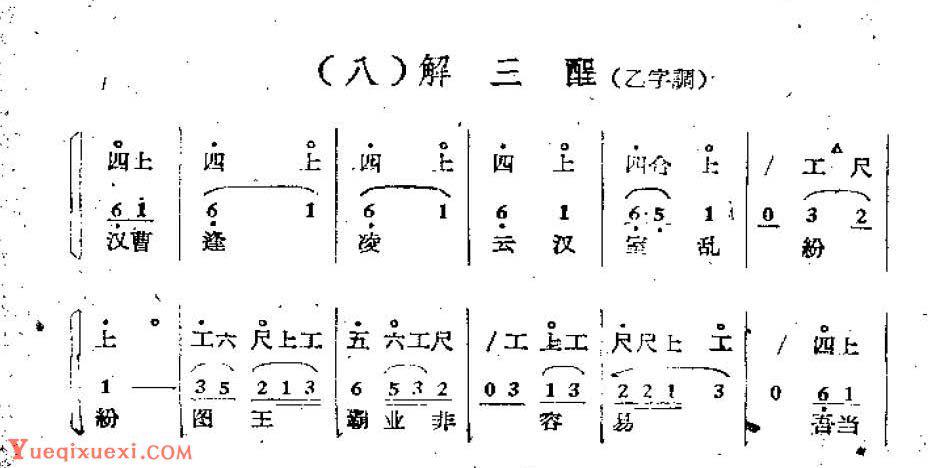 （八）解 三 酲（乙字調）
四上 四 上 四 上 四 上 四合 上 / 工 尺
6 1 6 1 6 1 6 1 6 5 1 0 3 2
汉曹 逢 凌 云 汉 室 乱 紛
上 工六 尺上工 五 六工尺 /工 上工 尺尺上 工 / 四上
1 — 3 5 2 1 3 6 5 3 2 0 3 1 3 2 2 1 3 0 6 1
紛 图 王 霸 业 非 容 易 吾当
Yueqixuexi.com